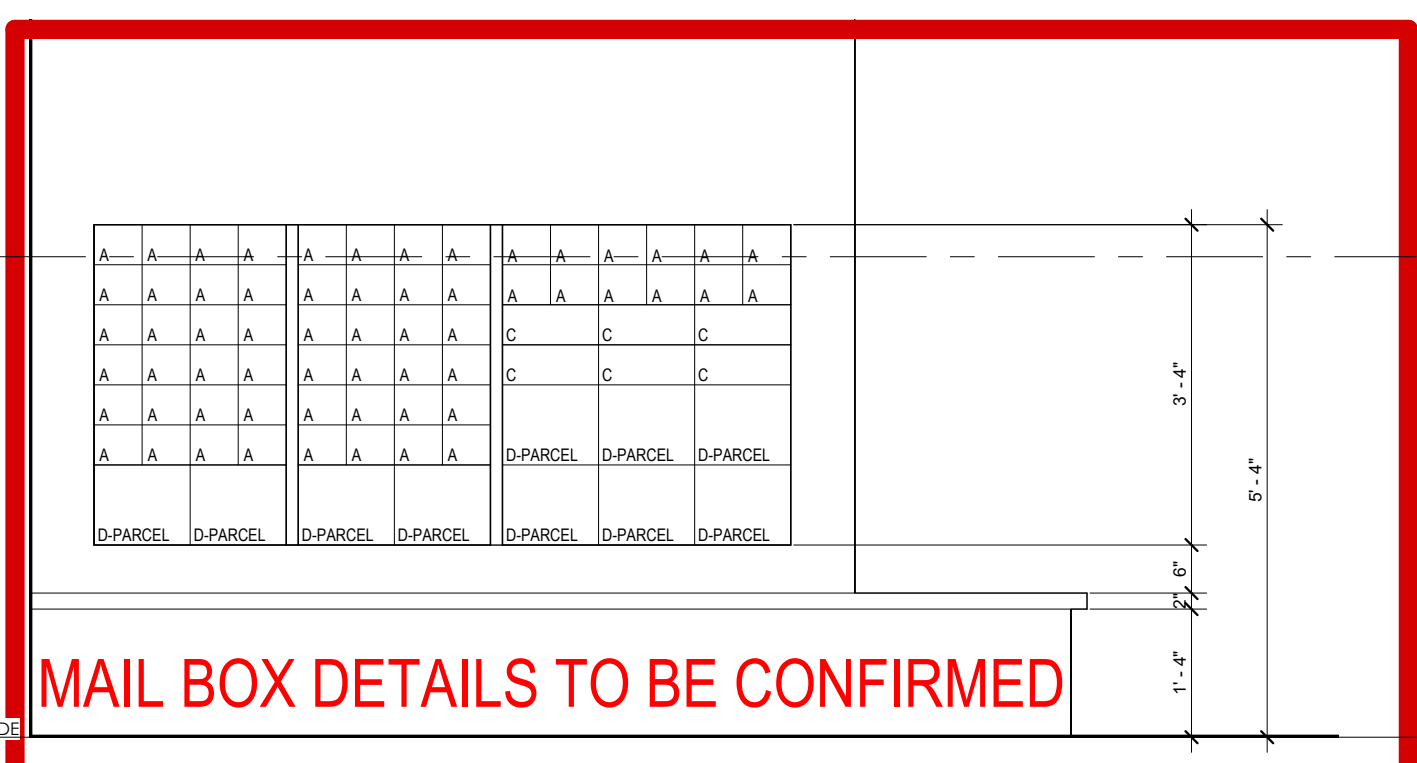 A A A A A A A A A A A A A A
A A A A A A A A A A A A A A
A A A A A A A A C C C
A A A A A A A A C C C
3' - 4"
A A A A A A A A
A A A A A A A A D-PARCEL D-PARCEL D-PARCEL
5' - 4"
D-PARCEL D-PARCEL D-PARCEL D-PARCEL D-PARCEL D-PARCEL D-PARCEL
6"
2"
MAIL BOX DETAILS TO BE CONFIRMED
1' - 4"
DE